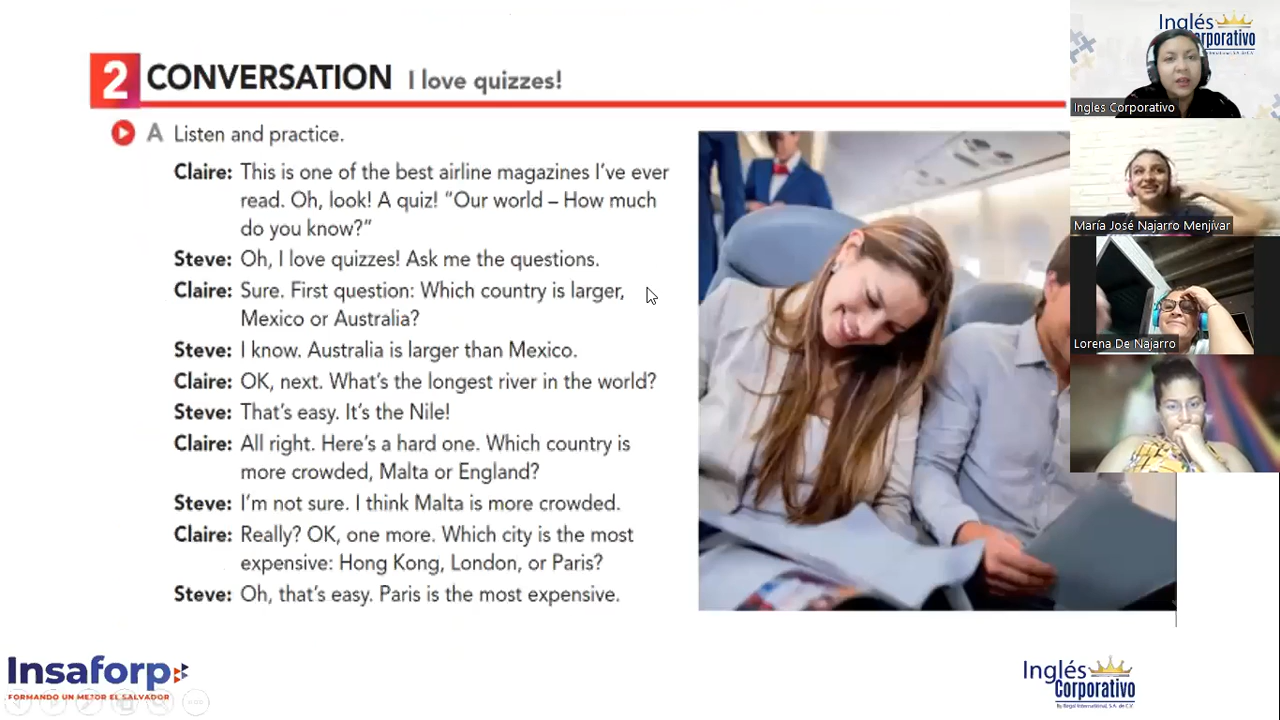 2 CONVERSATION I love quizzes!
A Listen and practice.
Claire: This is one of the best airline magazines I've ever
read. Oh, look! A quiz! “Our world – How much
do you know?”
Steve: Oh, I love quizzes! Ask me the questions.
Claire: Sure. First question: Which country is larger,
Mexico or Australia?
Steve: I know. Australia is larger than Mexico.
Claire: OK, next. What's the longest river in the world?
Steve: That's easy. It's the Nile!
Claire: All right. Here's a hard one. Which country is
more crowded, Malta or England?
Steve: I'm not sure. I think Malta is more crowded.
Claire: Really? OK, one more. Which city is the most
expensive: Hong Kong, London, or Paris?
Steve: Oh, that's easy. Paris is the most expensive.
Inglés
Corporativo
Ingles Corporativo
María José Najarro Menjívar
Lorena De Najarro
Insaforp
FORMANDO UN MEJOR EL SALVADOR
Inglés
Corporativo
By Regal International, S.A. de C.V.